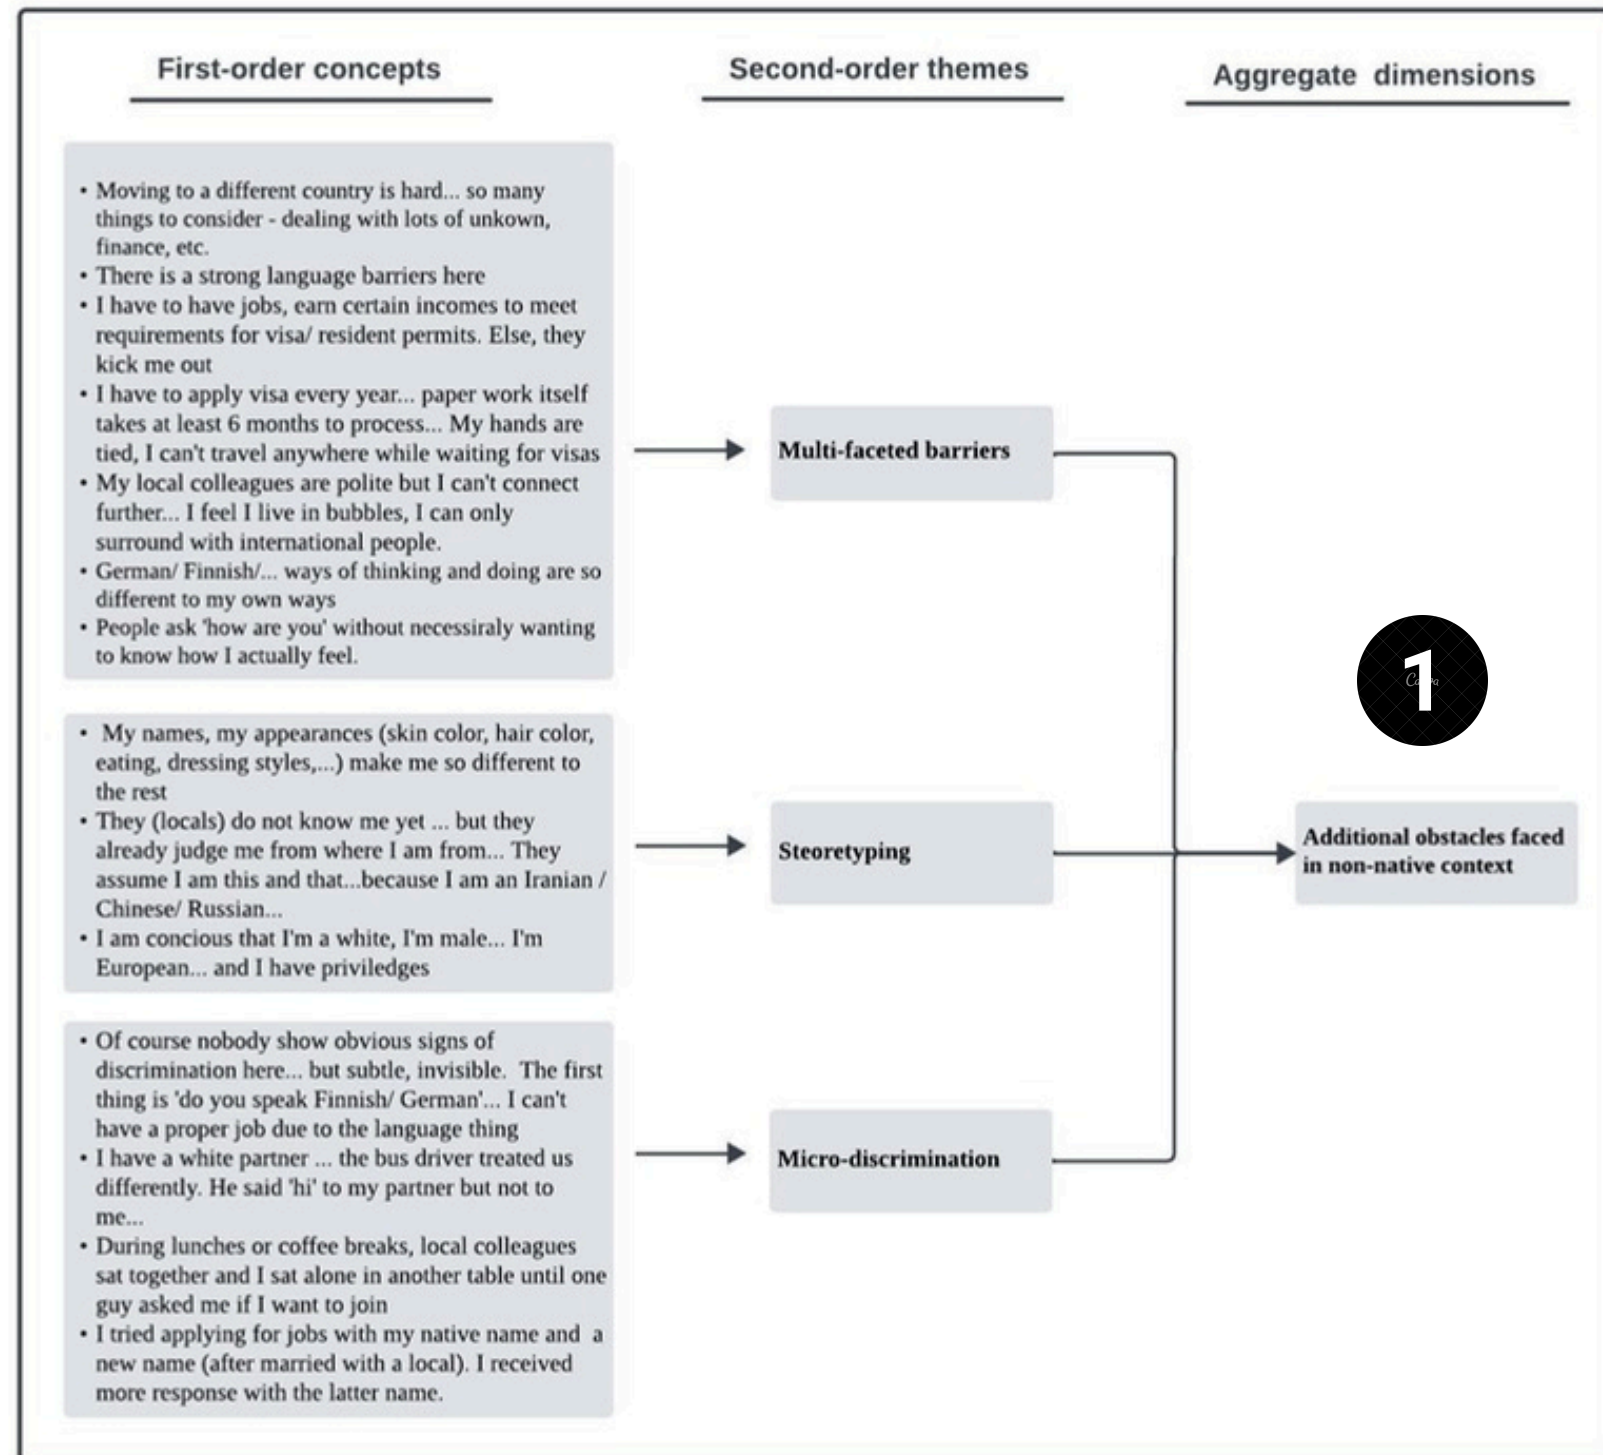 First-order concepts
Second-order themes
Aggregate  dimensions
• Moving to a different country is hard... so many
things to consider - dealing with lots of unkown,
finance, etc.
• There is a strong language barriers here
• I have to have jobs, earn certain incomes to meet
requirements for visa/ resident permits. Else, they
kick me out
• I have to apply visa every year... paper work itself
takes at least 6 months to process... My hands are
tied, I can't travel anywhere while waiting for visas
• My local colleagues are polite but I can't connect
further... I feel I live in bubbles, I can only
surround with international people.
• German/ Finnish/... ways of thinking and doing are so
different to my own ways
• People ask 'how are you' without necessiraly wanting
to know how I actually feel.
Multi-faceted barriers
1
Canva
• My names, my appearances (skin color, hair color,
eating, dressing styles,...) make me so different to
the rest
• They (locals) do not know me yet ... but they
already judge me from where I am from... They
assume I am this and that...because I am an Iranian /
Chinese/ Russian...
• I am concious that I'm a white, I'm male... I'm
European... and I have priviledges
Steoretyping
Additional obstacles faced
in non-native context
• Of course nobody show obvious signs of
discrimination here... but subtle, invisible.  The first
thing is 'do you speak Finnish/ German'... I can't
have a proper job due to the language thing
• I have a white partner ... the bus driver treated us
differently. He said 'hi' to my partner but not to
me...
• During lunches or coffee breaks, local colleagues
sat together and I sat alone in another table until one
guy asked me if I want to join
• I tried applying for jobs with my native name and  a
new name (after married with a local). I received
more response with the latter name.
Micro-discrimination